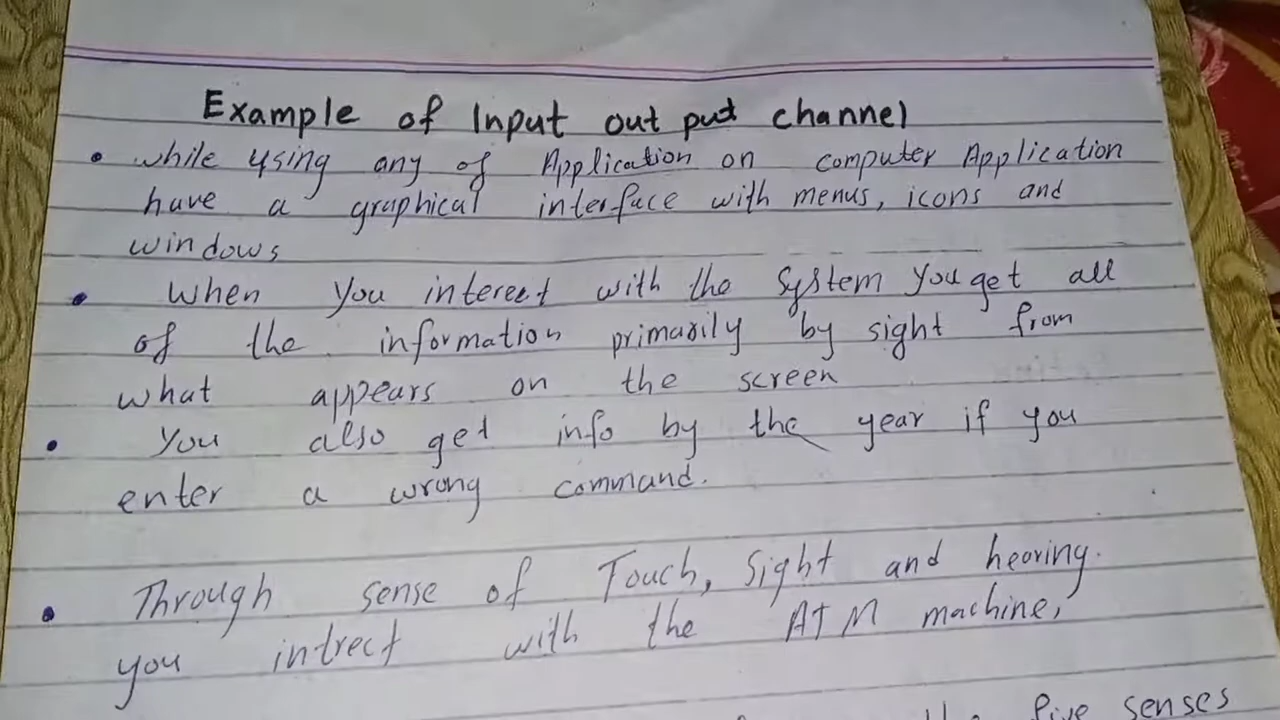 Example of Input out put channel
• while using any of Application on computer Application
have a graphical interface with menus, icons and
windows
• When you interect with the System you get all
of the information primarily by sight from
what appears on the screen
• You also get info by the year if you
enter a wrong command.
• Through sense of Touch, Sight and hearing.
you intrect with the ATM machine,
five senses